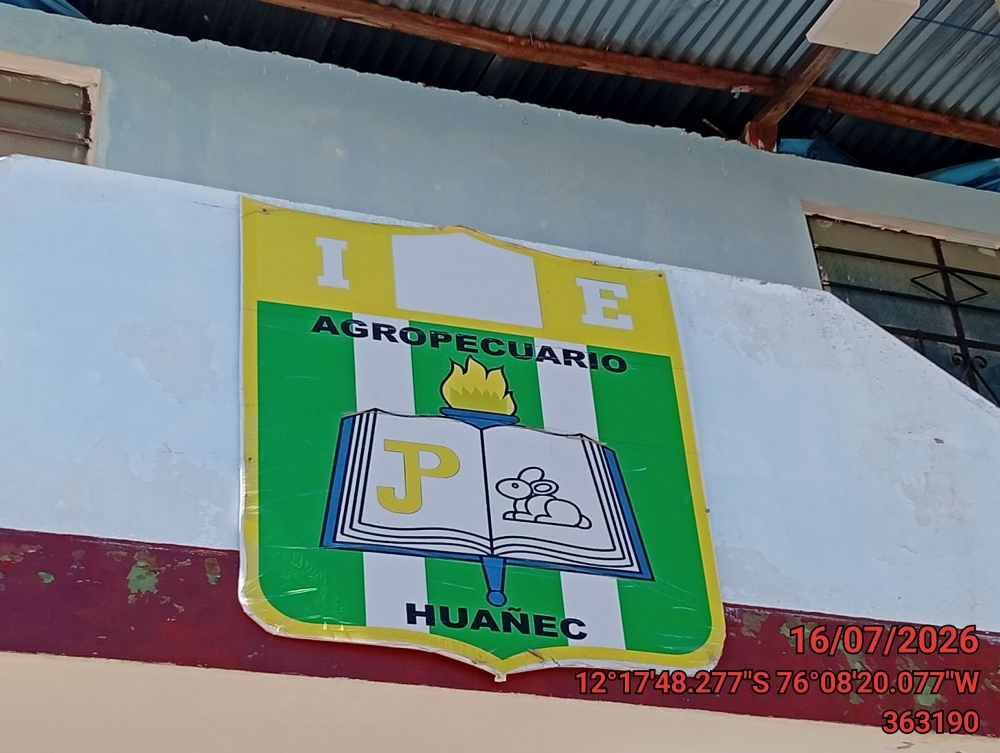 I E
AGROPECUARIO
JP
HUAÑEC
16/07/2026
12°17'48.277"S 76°08'20.077"W
363190